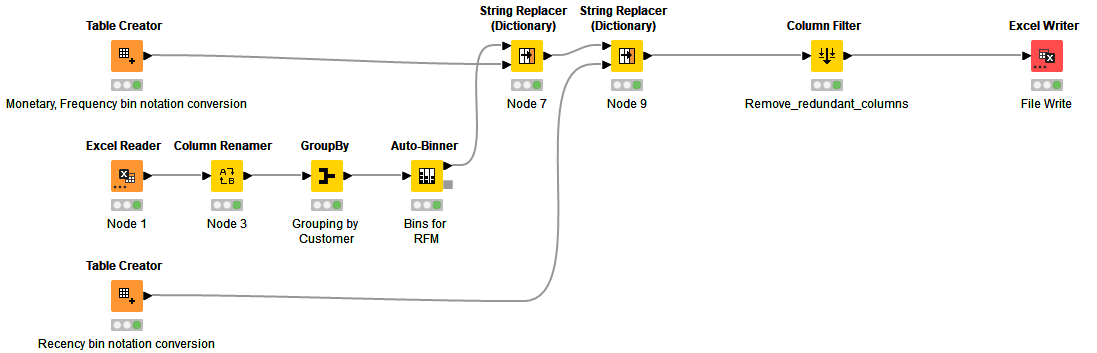 String Replacer
(Dictionary)
String Replacer
(Dictionary)
Table Creator
Column Filter
Excel Writer
Node 7
Node 9
Monetary, Frequency bin notation conversion
Remove_redundant_columns
File Write
Excel Reader
Column Renamer
GroupBy
Auto-Binner
A
B
Node 1
Node 3
Grouping by
Customer
Bins for
RFM
Table Creator
Recency bin notation conversion